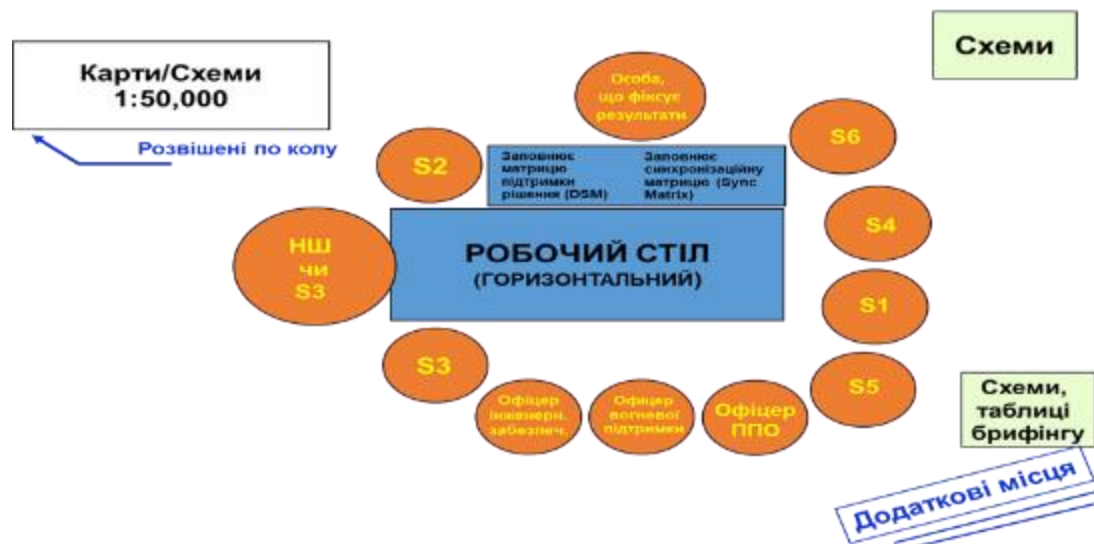 Карти/Схеми
1:50,000
Розвішені по колу
Схеми
Особа,
що фіксує
результати
S2
S6
Заповнює
матрицю
підтримки
рішення (DSM)
Заповнює
синхронізаційну
матрицю (Sync
Matrix)
S4
НШ
чи
S3
РОБОЧИЙ СТІЛ
(ГОРИЗОНТАЛЬНИЙ)
S1
S3
S5
Офіцер
інженерн.
забезпеч.
Офіцер
вогневої
підтримки
Офіцер
ППО
Схеми,
таблиці
брифінгу
Додаткові місця